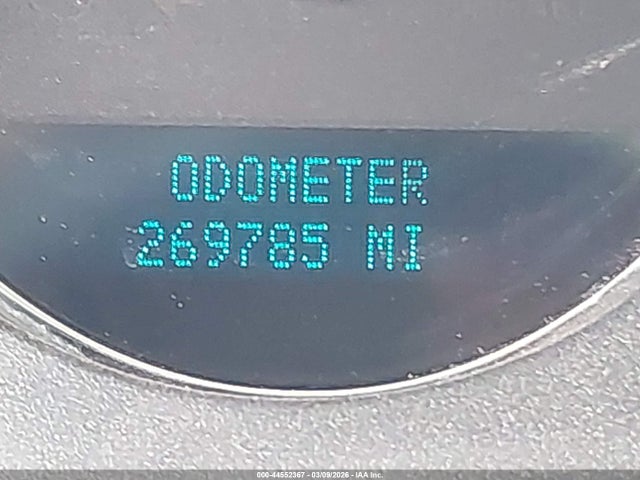 ODOMETER
269785 MI
000-44552367 - 03/09/2026 - IAA Inc.